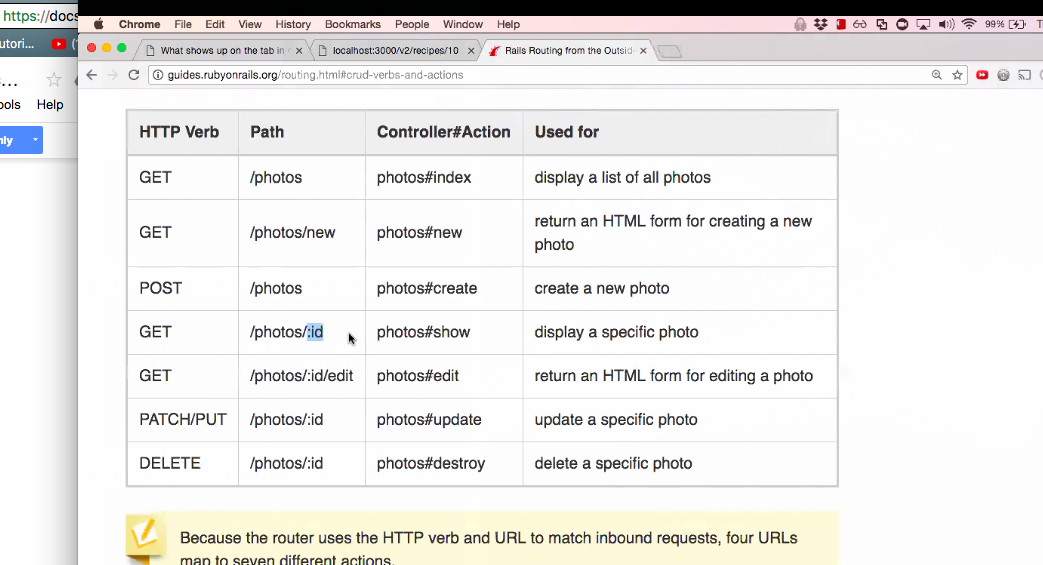 https://docs
Chrome File Edit View History Bookmarks People Window Help 99%
utori...
What shows up on the tab in localhost:3000/v2/recipes/10 Rails Routing from the Outsid
guides.rubyonrails.org/routing.html#crud-verbs-and-actions
ools Help
nly
HTTP Verb Path Controller#Action Used for
GET /photos photos#index display a list of all photos
GET /photos/new photos#new return an HTML form for creating a new
photo
POST /photos photos#create create a new photo
GET /photos/:id photos#show display a specific photo
GET /photos/:id/edit photos#edit return an HTML form for editing a photo
PATCH/PUT /photos/:id photos#update update a specific photo
DELETE /photos/:id photos#destroy delete a specific photo
Because the router uses the HTTP verb and URL to match inbound requests, four URLs
map to seven different actions.